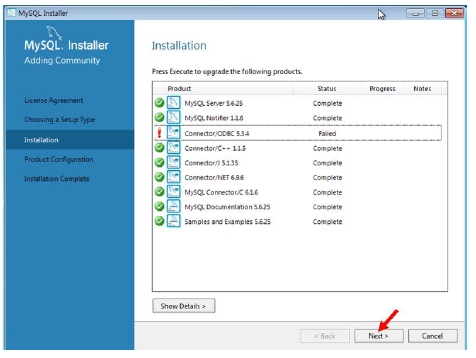 MySQL Installer
MySQL. Installer
Adding Community
License Agreement
Choosing a Setup Type
Installation
Product Configuration
Installation Complete
Installation
Press Execute to upgrade the following products.
Product Status Progress Notes
MySQL Server 5.6.25 Complete
MySQL Notifier 1.1.6 Complete
Connector/ODBC 5.3.4 Failed
Connector/C++ 1.1.5 Complete
Connector/J 5.1.35 Complete
Connector/NET 6.9.6 Complete
MySQL Connector/C 6.1.6 Complete
MySQL Documentation 5.6.25 Complete
Samples and Examples 5.6.25 Complete
Show Details >
< Back Next > Cancel